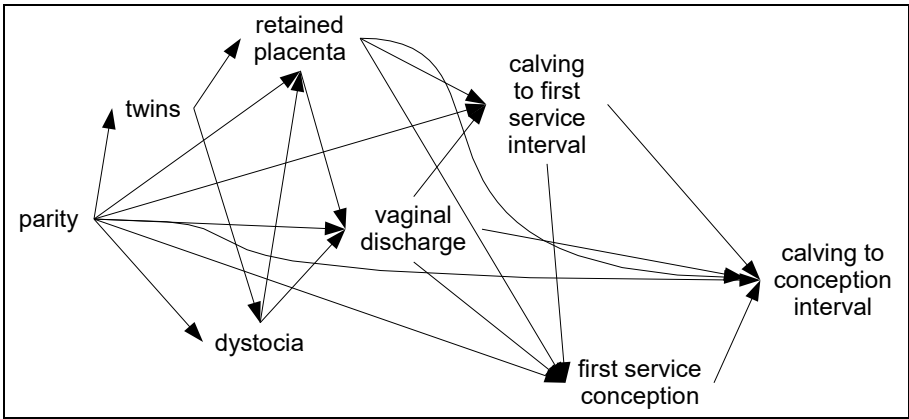 retained
placenta
calving
to first
service
interval
twins
parity
vaginal
discharge
calving to
conception
interval
dystocia
first service
conception